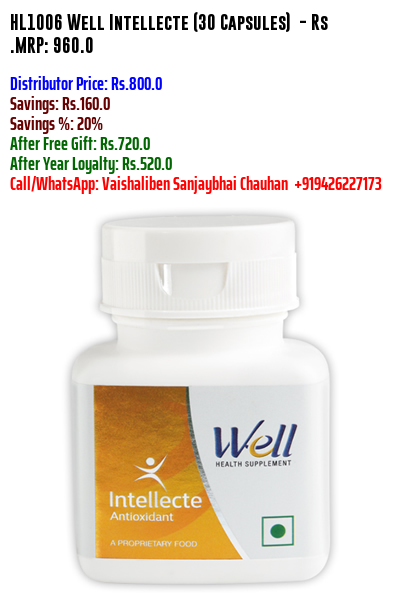 HL1006 Well Intellecte (30 Capsules) - Rs
.MRP: 960.0
Distributor Price: Rs.800.0
Savings: Rs.160.0
Savings %: 20%
After Free Gift: Rs.720.0
After Year Loyalty: Rs.520.0
Call/WhatsApp: Vaishaliben Sanjaybhai Chauhan +919426227173
Well
HEALTH SUPPLEMENT
Intellecte
Antioxidant
A PROPRIETARY FOOD